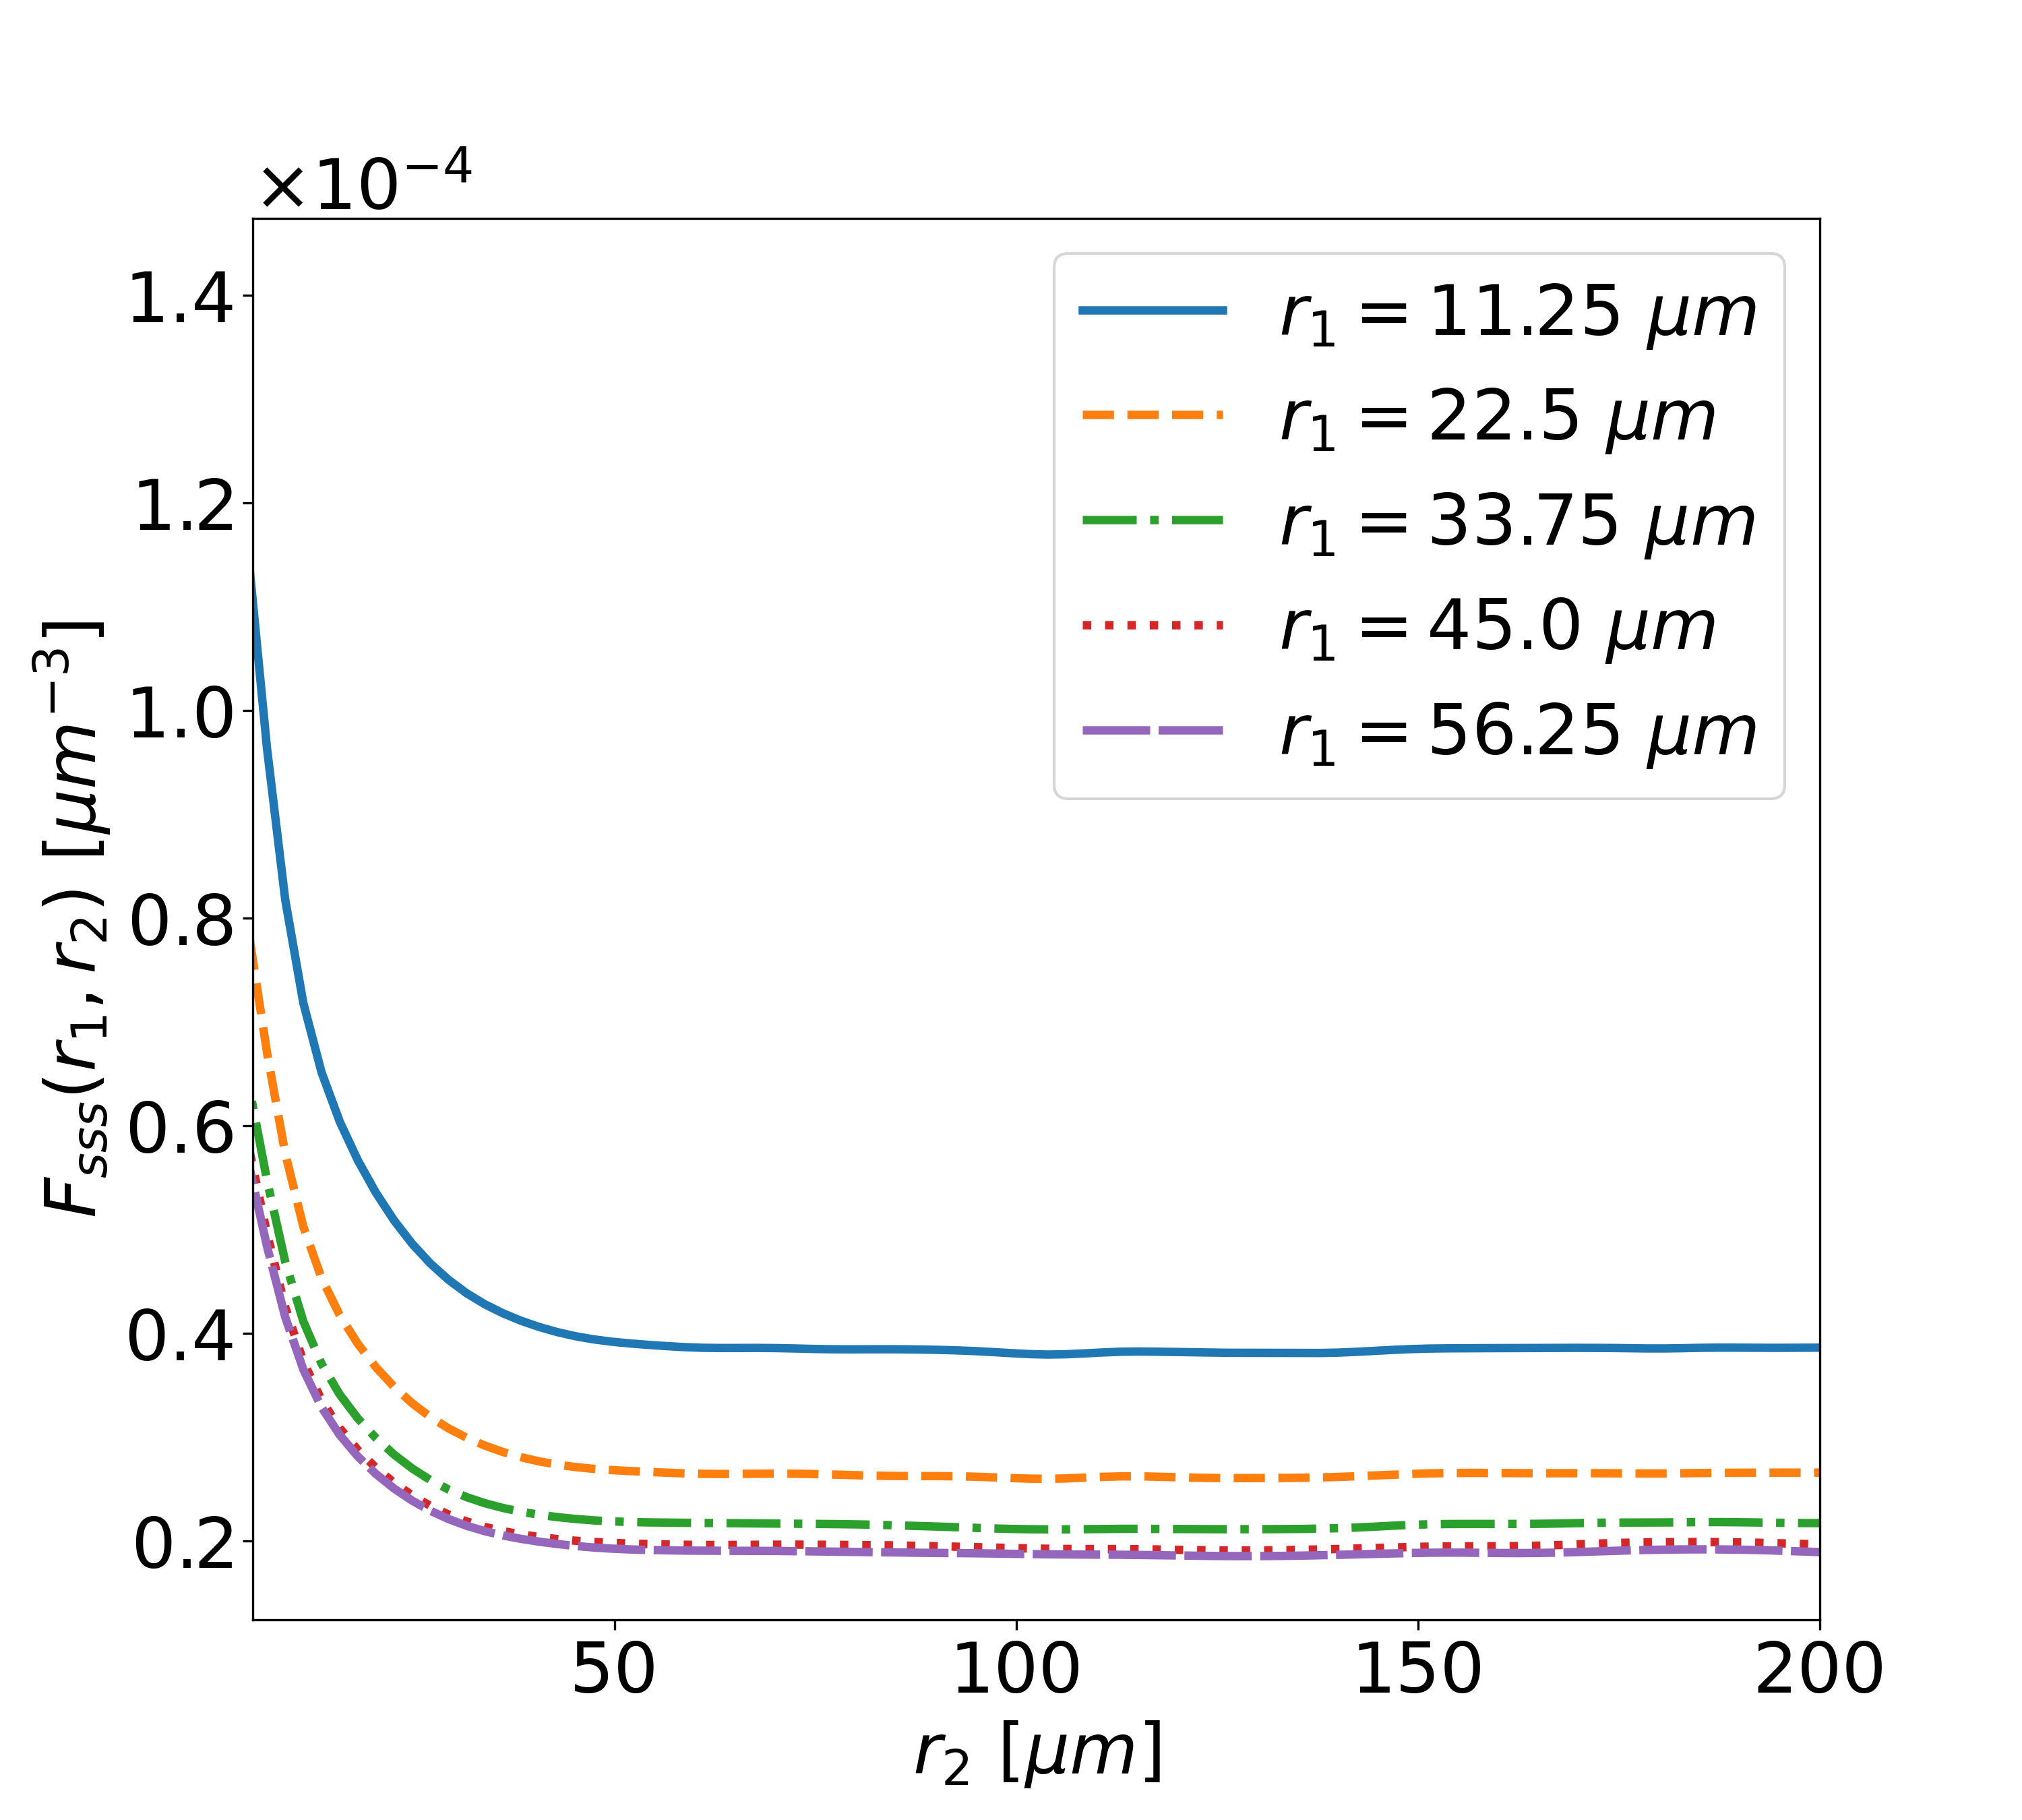 ×10⁻⁴
1.4
1.2
1.0
0.8
0.6
0.4
0.2
F_sss(r₁, r₂) [μm⁻³]
r₁ = 11.25 μm
r₁ = 22.5 μm
r₁ = 33.75 μm
r₁ = 45.0 μm
r₁ = 56.25 μm
50 100 150 200
r₂ [μm]